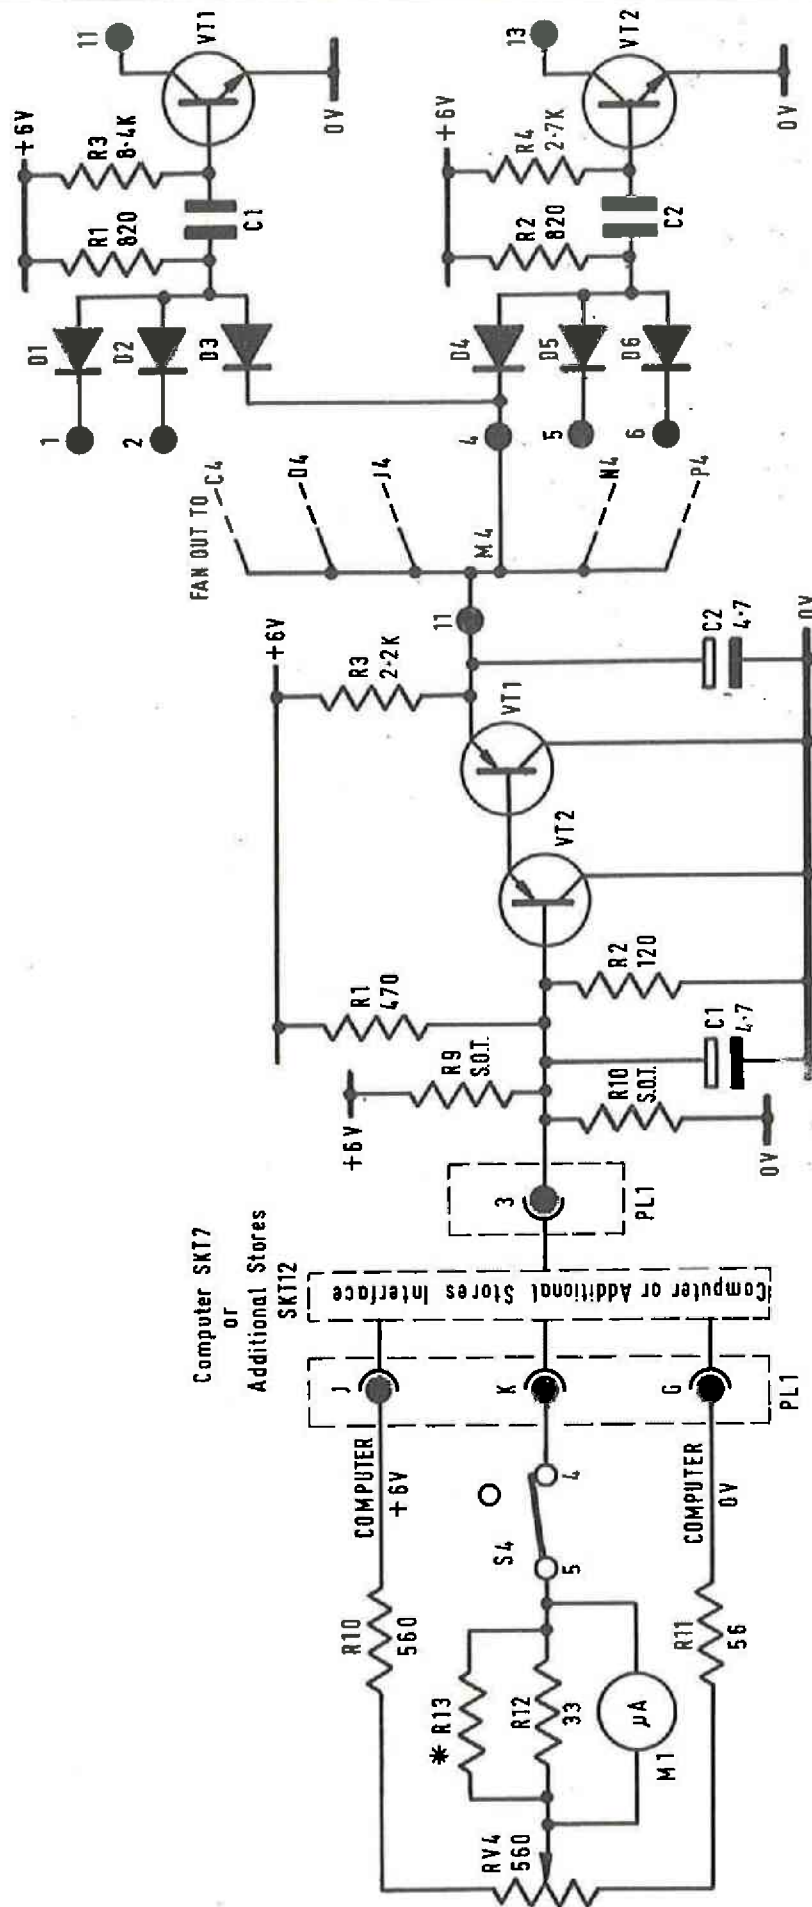 COMPUTER
+6V
R10
560
RV4
560
* R13
R12
33
µA
M1
S4
5
4
R11
56
COMPUTER
0V
J
K
G
PL1
Computer SKT7
or
Additional Stores
SKT12
Computer or Additional Stores Interface
3
PL1
+6V
R9
S.O.T.
R10
S.O.T.
0V
R1
470
C1
4·7
R2
120
VT2
VT1
+6V
R3
2·2K
C2
4·7
0V
11
FAN OUT TO
C4
D4
J4
M4
N4
P4
1
2
4
5
6
D1
D2
D3
D4
D5
D6
+6V
R1
820
R3
8·4K
C1
11
VT1
0V
+6V
R2
820
R4
2·7K
C2
13
VT2
0V